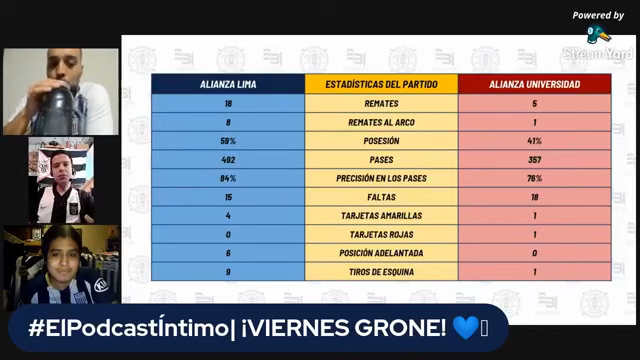 Powered by
StreamYard
ALIANZA LIMA ESTADÍSTICAS DEL PARTIDO ALIANZA UNIVERSIDAD
18 REMATES 5
8 REMATES AL ARCO 1
59% POSESIÓN 41%
492 PASES 357
84% PRECISIÓN EN LOS PASES 76%
15 FALTAS 18
4 TARJETAS AMARILLAS 1
0 TARJETAS ROJAS 1
6 POSICIÓN ADELANTADA 0
9 TIROS DE ESQUINA 1
#ElPodcastÍntimo| ¡VIERNES GRONE! 💙